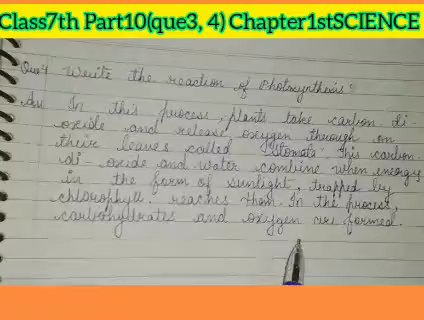 Class7th Part10(que3, 4) Chapter1stSCIENCE
Que4 Write the reaction of Photosynthesis?
An In this process, plants take carbon-di-
oxide and release oxygen through on
their leaves called "Stomata". This carbon-
di-oxide and water combine when energy
in the form of sunlight, trapped by
chlorophyll. reaches them. In the process,
carbohydrates and oxygen are formed.